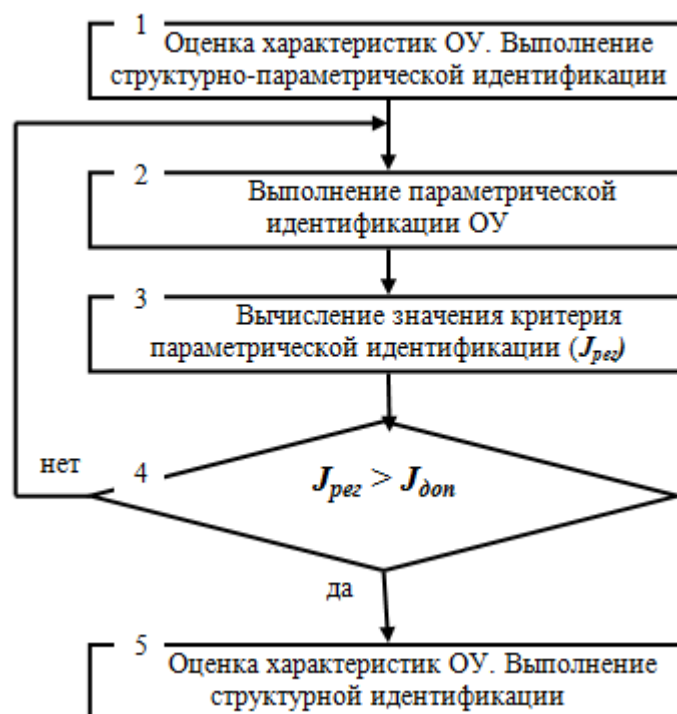 1
Оценка характеристик ОУ. Выполнение
структурно-параметрической идентификации
2
Выполнение параметрической
идентификации ОУ
3
Вычисление значения критерия
параметрической идентификации (Jрег)
нет
4
Jрег > Jдоп
да
5
Оценка характеристик ОУ. Выполнение
структурной идентификации